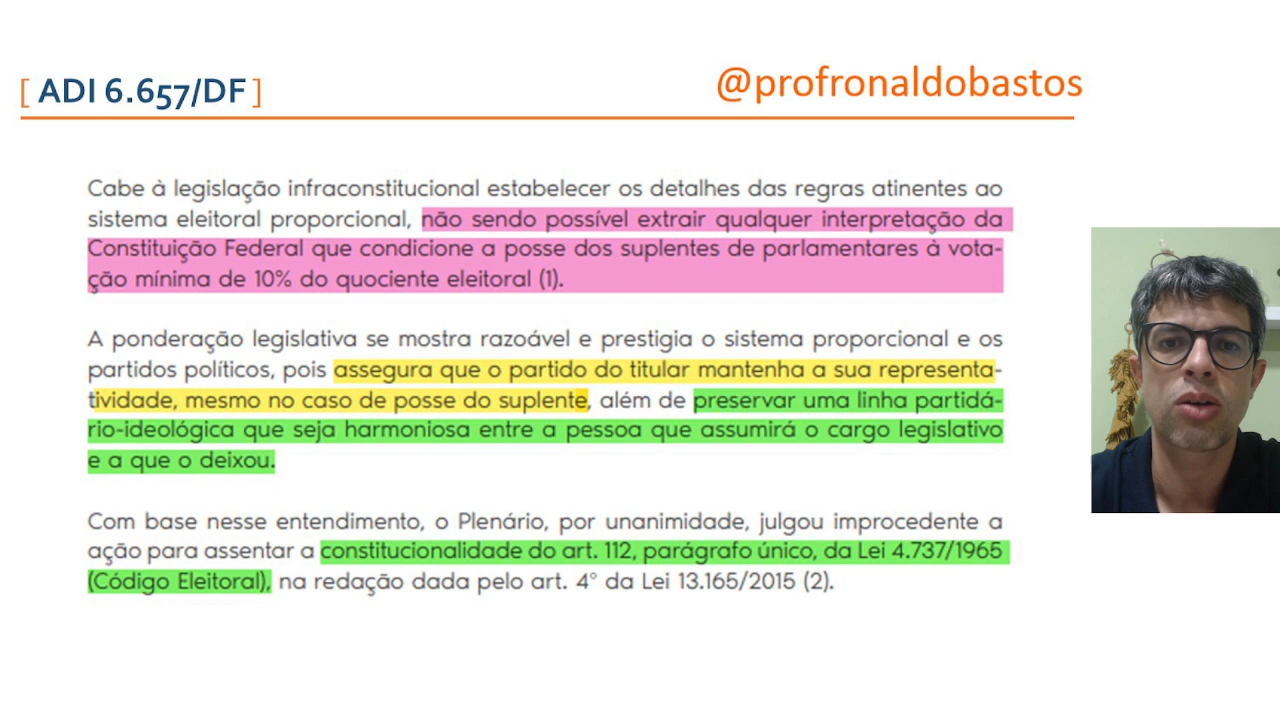 [ ADI 6.657/DF ]
@profronaldobastos
Cabe à legislação infraconstitucional estabelecer os detalhes das regras atinentes ao
sistema eleitoral proporcional, não sendo possível extrair qualquer interpretação da
Constituição Federal que condicione a posse dos suplentes de parlamentares à vota-
ção mínima de 10% do quociente eleitoral (1).
A ponderação legislativa se mostra razoável e prestigia o sistema proporcional e os
partidos políticos, pois assegura que o partido do titular mantenha a sua representa-
tividade, mesmo no caso de posse do suplente, além de preservar uma linha partidá-
rio-ideológica que seja harmoniosa entre a pessoa que assumirá o cargo legislativo
e a que o deixou.
Com base nesse entendimento, o Plenário, por unanimidade, julgou improcedente a
ação para assentar a constitucionalidade do art. 112, parágrafo único, da Lei 4.737/1965
(Código Eleitoral), na redação dada pelo art. 4° da Lei 13.165/2015 (2).